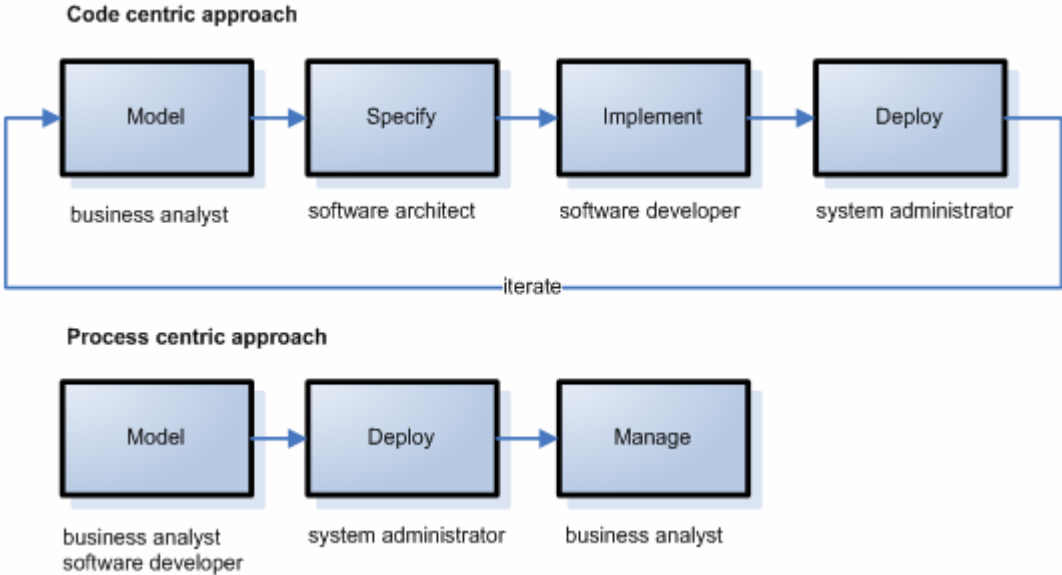 Code centric approach
Model
Specify
Implement
Deploy
business analyst
software architect
software developer
system administrator
iterate
Process centric approach
Model
Deploy
Manage
business analyst
software developer
system administrator
business analyst